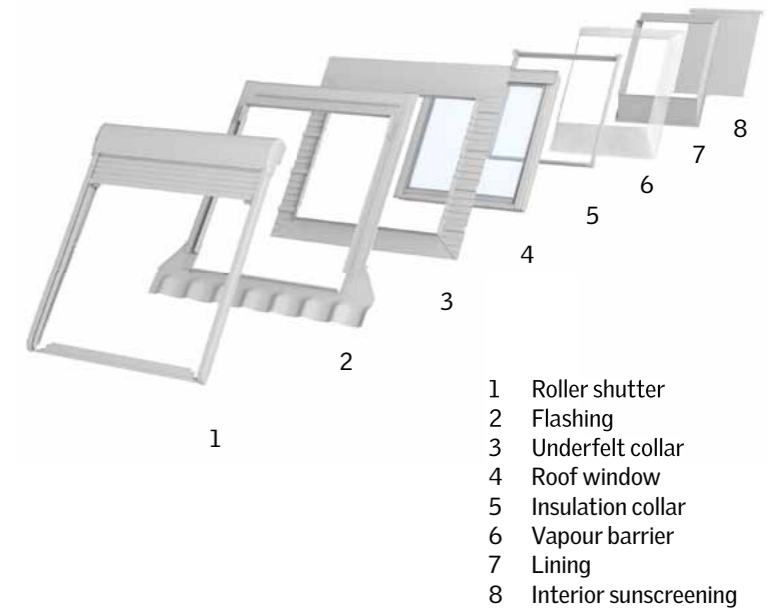 8
7
6
5
4
3
2
1
1 Roller shutter
2 Flashing
3 Underfelt collar
4 Roof window
5 Insulation collar
6 Vapour barrier
7 Lining
8 Interior sunscreening